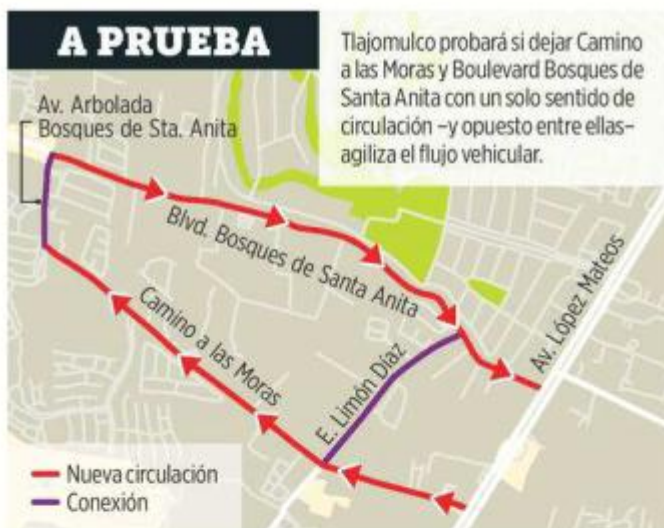 A PRUEBA
Tlajomulco probará si dejar Camino
a las Moras y Boulevard Bosques de
Santa Anita con un solo sentido de
circulación –y opuesto entre ellas–
agiliza el flujo vehicular.
Av. Arbolada
Bosques de Sta. Anita
Blvd. Bosques de Santa Anita
Av. López Mateos
Camino a las Moras
E. Limón Díaz
Nueva circulación
Conexión